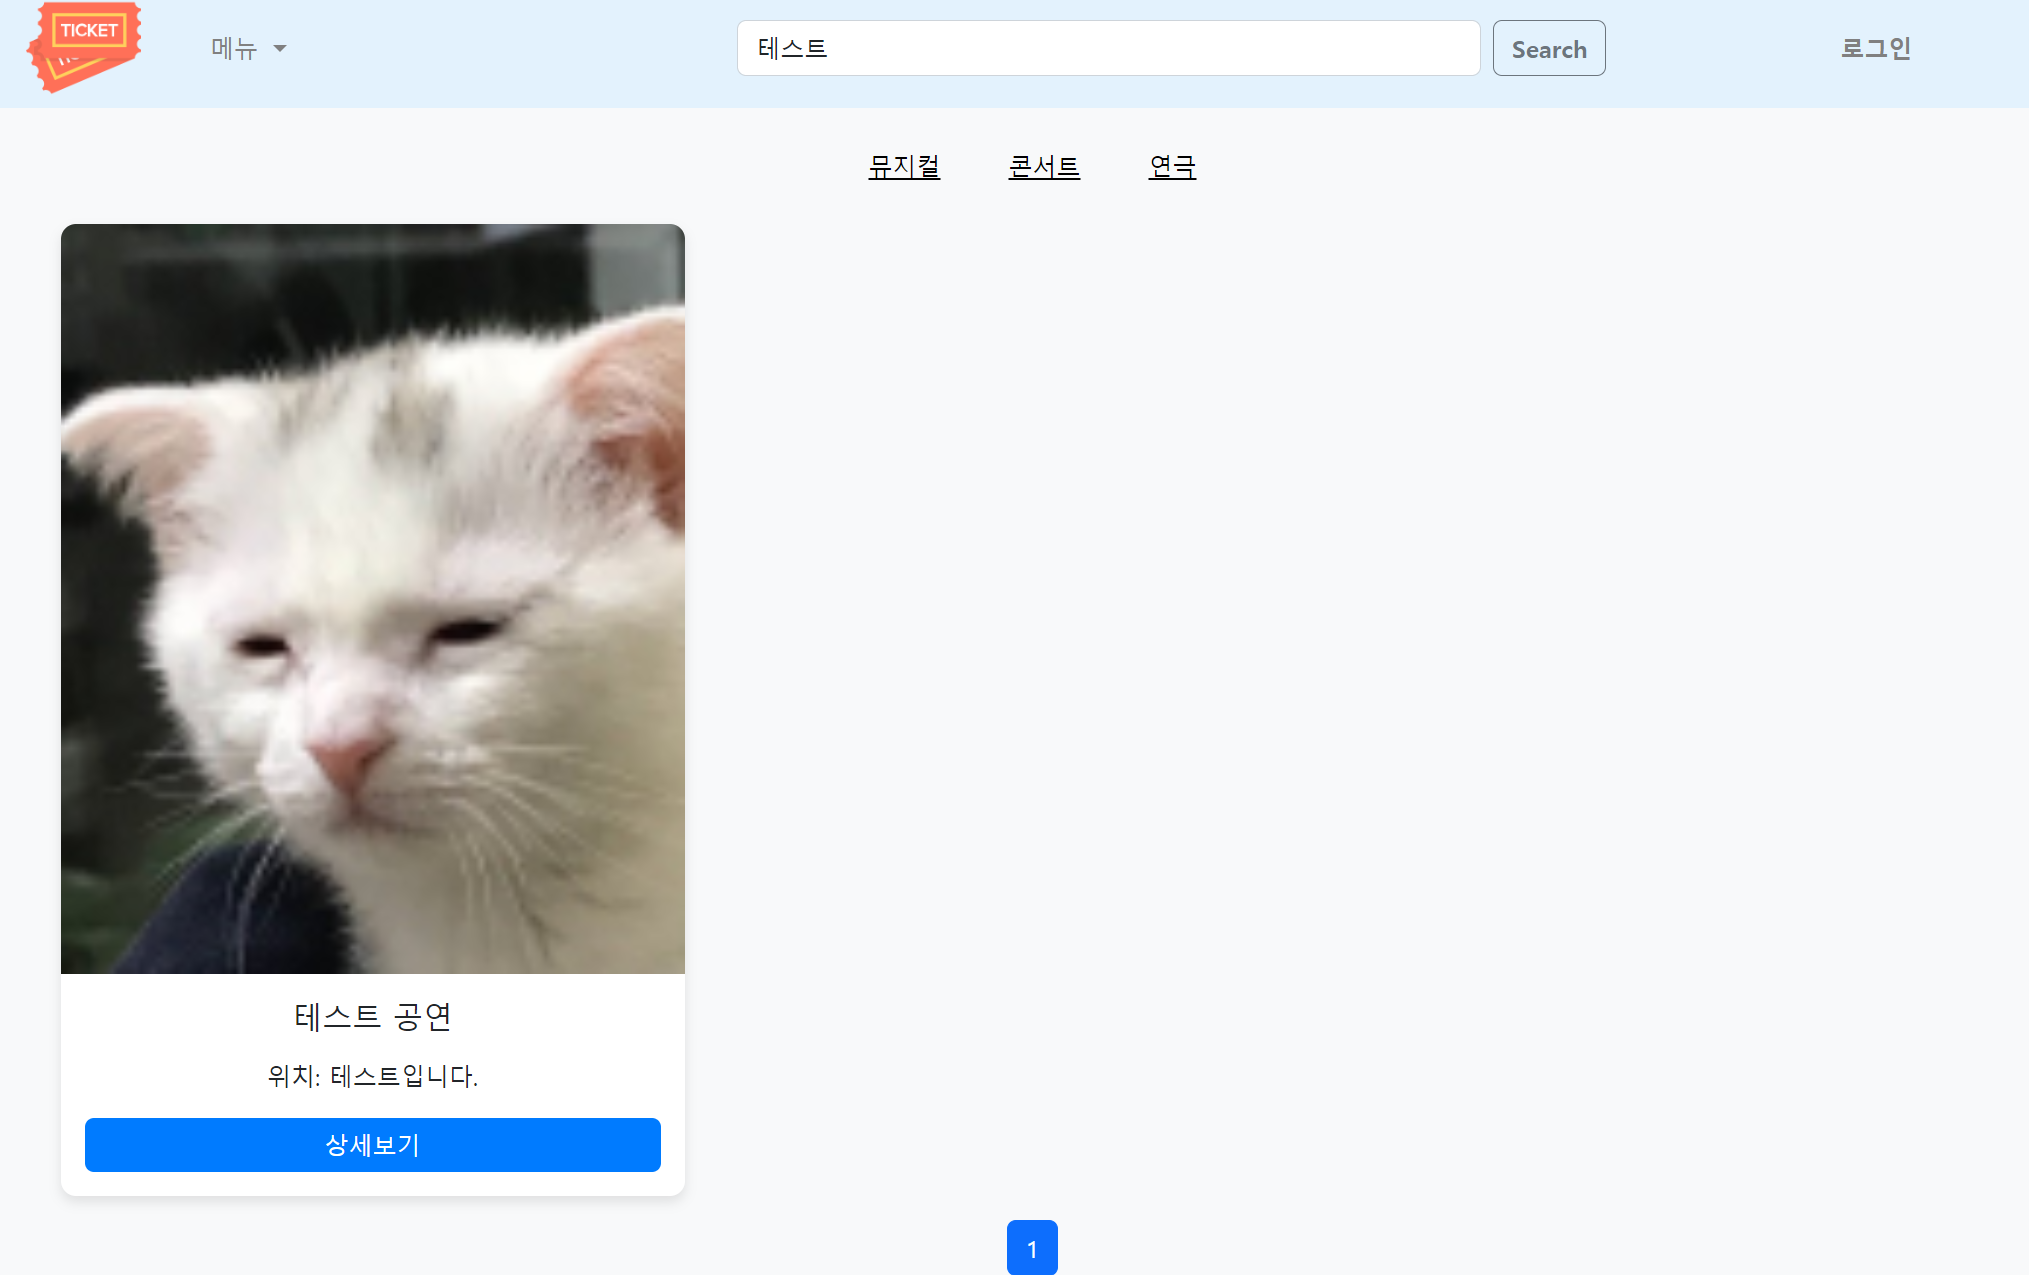 TICKET
메뉴
테스트
Search
로그인
뮤지컬 콘서트 연극
테스트 공연
위치: 테스트입니다.
상세보기
1